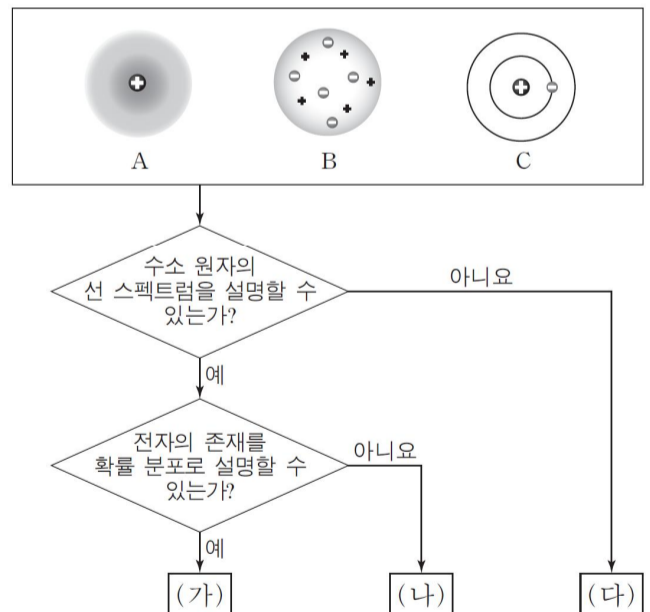 A
B
C
수소 원자의
선 스펙트럼을 설명할 수
있는가?
아니요
예
전자의 존재를
확률 분포로 설명할 수
있는가?
아니요
예
(가)
(나)
(다)